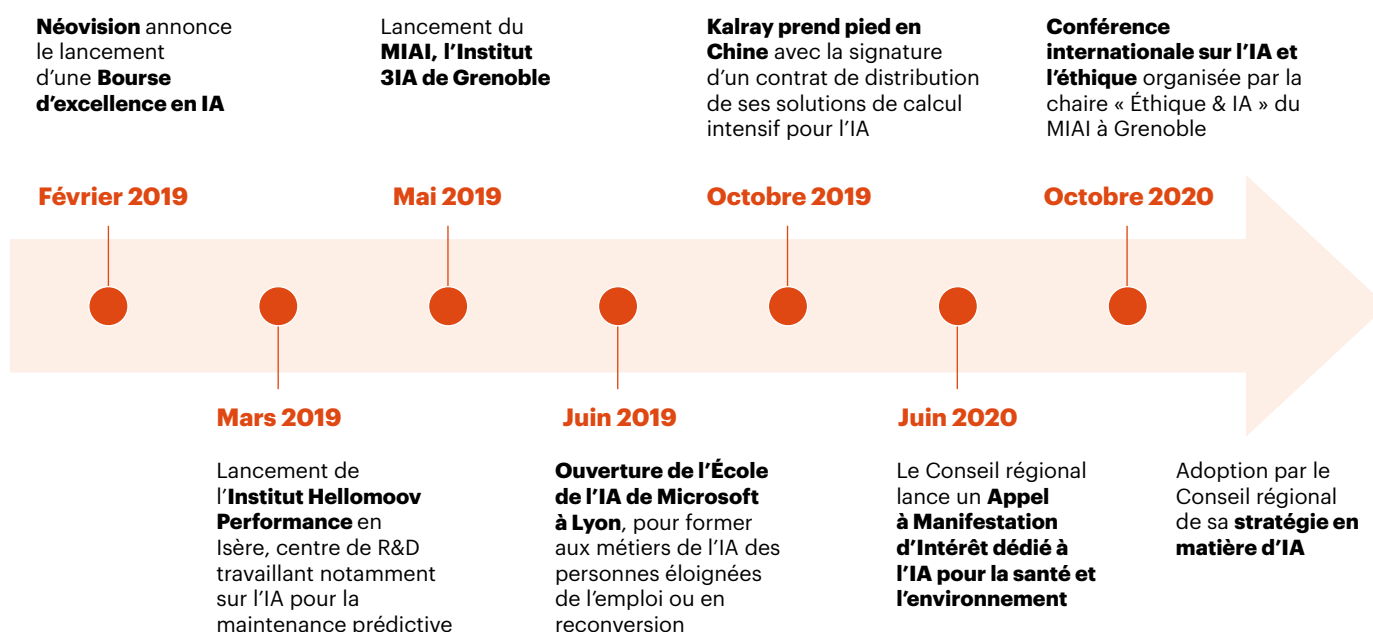 Néovision annonce
le lancement
d'une Bourse
d'excellence en IA
Février 2019
Lancement du
MIAI, l'Institut
3IA de Grenoble
Mai 2019
Kalray prend pied en
Chine avec la signature
d'un contrat de distribution
de ses solutions de calcul
intensif pour l'IA
Octobre 2019
Conférence
internationale sur l'IA et
l'éthique organisée par la
chaire « Éthique & IA » du
MIAI à Grenoble
Octobre 2020
Mars 2019
Lancement de
l'Institut Hellomoov
Performance en
Isère, centre de R&D
travaillant notamment
sur l'IA pour la
maintenance prédictive
Juin 2019
Ouverture de l'École
de l'IA de Microsoft
à Lyon, pour former
aux métiers de l'IA des
personnes éloignées
de l'emploi ou en
reconversion
Juin 2020
Le Conseil régional
lance un Appel
à Manifestation
d'Intérêt dédié à
l'IA pour la santé et
l'environnement
Adoption par le
Conseil régional
de sa stratégie en
matière d'IA